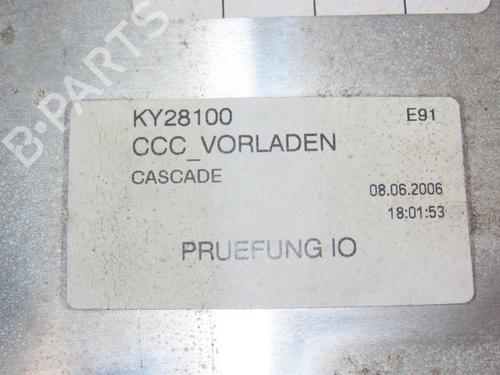 B-PARTS
KY28100 E91
CCC_VORLADEN
CASCADE
08.06.2006
18:01:53
PRUEFUNG IO